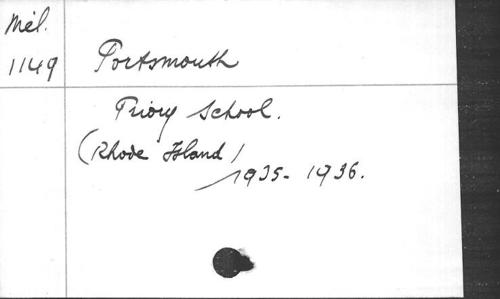 Mél.
1149
Portsmouth
Priory School.
(Rhode Island)
1935-1936.